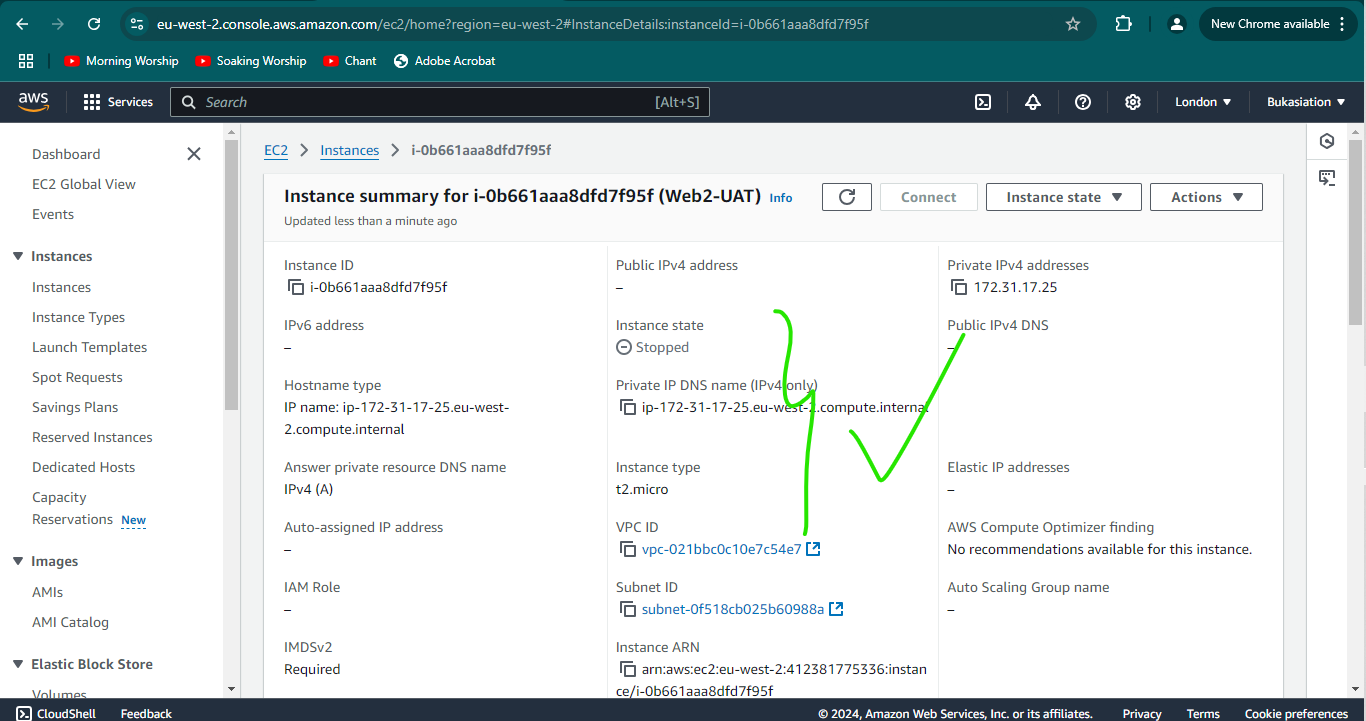 eu-west-2.console.aws.amazon.com/ec2/home?region=eu-west-2#InstanceDetails:instanceId=i-0b661aaa8dfd7f95f
New Chrome available
Morning Worship
Soaking Worship
Chant
Adobe Acrobat
aws
Services
Search
[Alt+S]
London
Bukasiation
Dashboard
EC2 Global View
Events
Instances
Instances
Instance Types
Launch Templates
Spot Requests
Savings Plans
Reserved Instances
Dedicated Hosts
Capacity
Reservations New
Images
AMIs
AMI Catalog
Elastic Block Store
Volumes
EC2 > Instances > i-0b661aaa8dfd7f95f
Instance summary for i-0b661aaa8dfd7f95f (Web2-UAT) Info
Connect
Instance state
Actions
Updated less than a minute ago
Instance ID
i-0b661aaa8dfd7f95f
Public IPv4 address
–
Private IPv4 addresses
172.31.17.25
IPv6 address
–
Instance state
Stopped
Public IPv4 DNS
–
Hostname type
IP name: ip-172-31-17-25.eu-west-
2.compute.internal
Private IP DNS name (IPv4 only)
ip-172-31-17-25.eu-west-2.compute.internal
Answer private resource DNS name
IPv4 (A)
Instance type
t2.micro
Elastic IP addresses
–
Auto-assigned IP address
–
VPC ID
vpc-021bbc0c10e7c54e7
AWS Compute Optimizer finding
No recommendations available for this instance.
IAM Role
–
Subnet ID
subnet-0f518cb025b60988a
Auto Scaling Group name
–
IMDSv2
Required
Instance ARN
arn:aws:ec2:eu-west-2:412381775336:instan
ce/i-0b661aaa8dfd7f95f
CloudShell
Feedback
© 2024, Amazon Web Services, Inc. or its affiliates.
Privacy
Terms
Cookie preferences